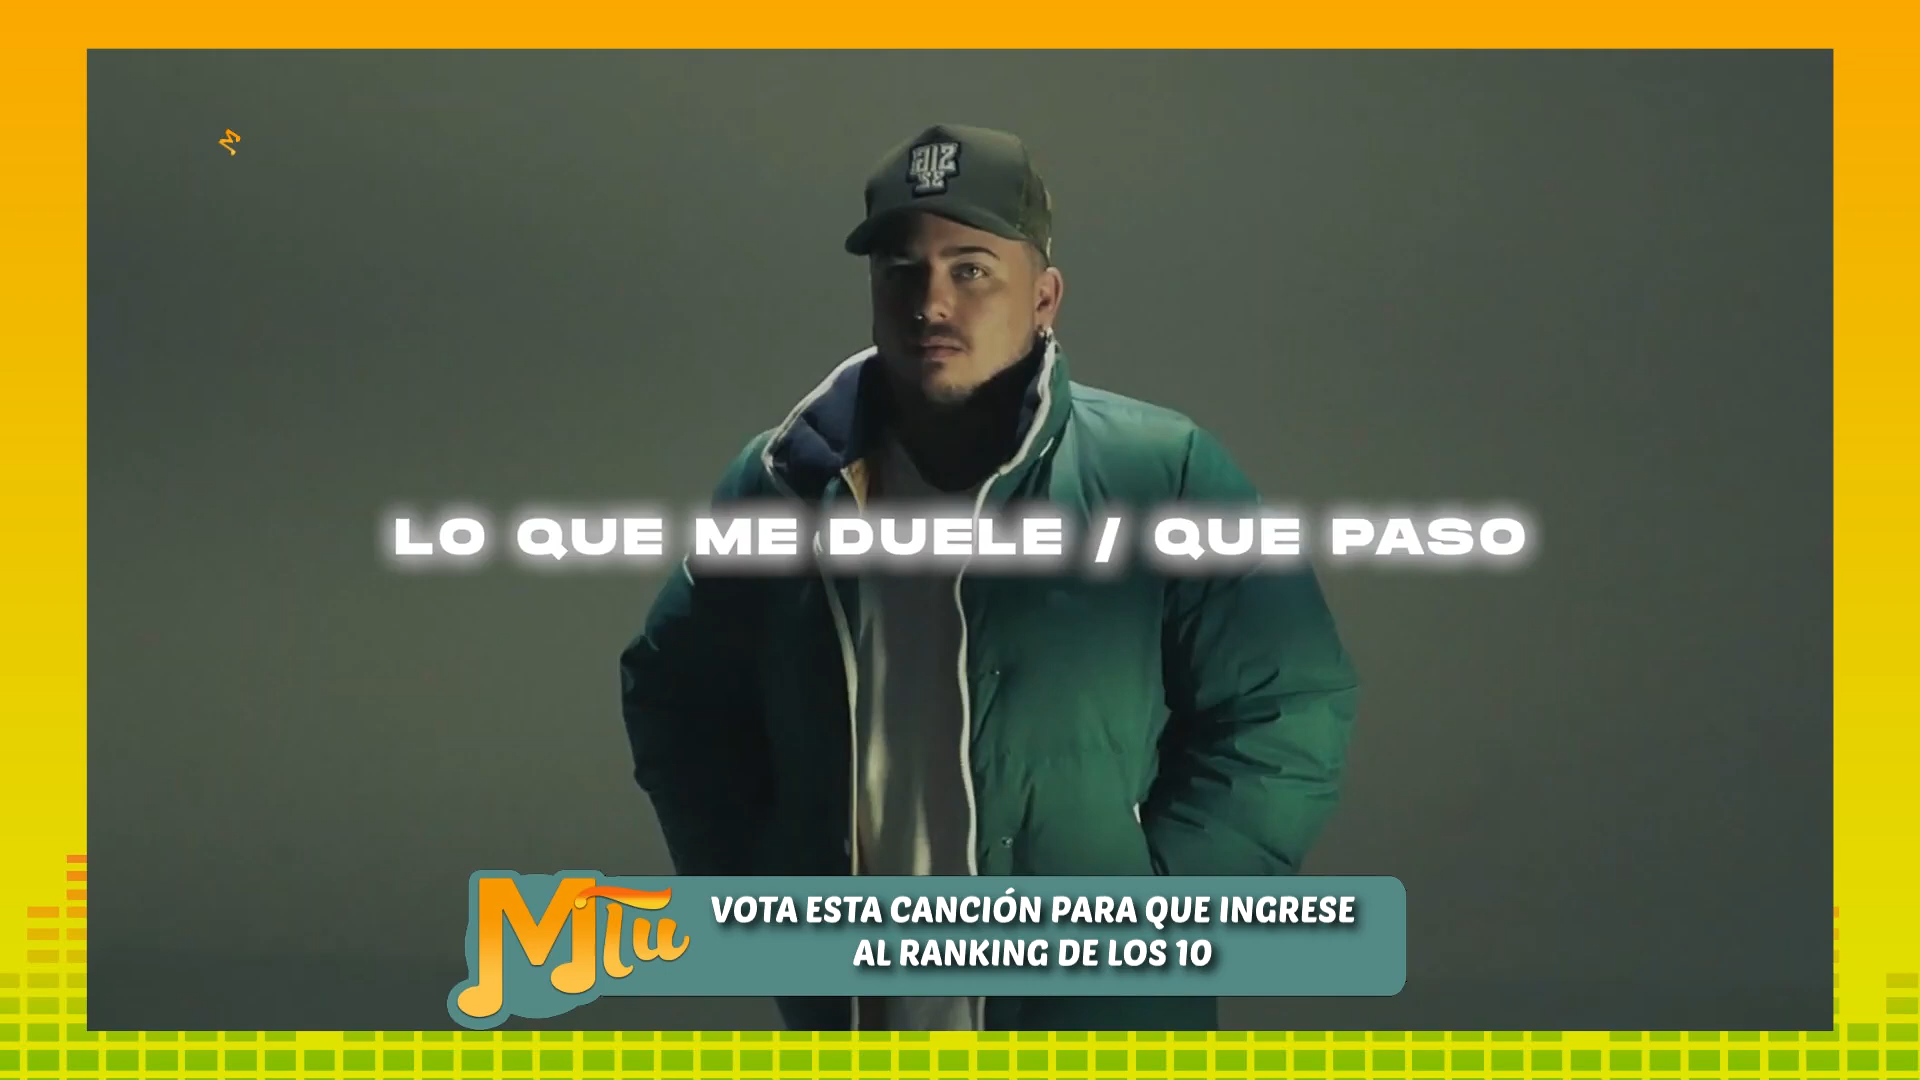 LO QUE ME DUELE / QUE PASO
MTu
VOTA ESTA CANCIÓN PARA QUE INGRESE
AL RANKING DE LOS 10